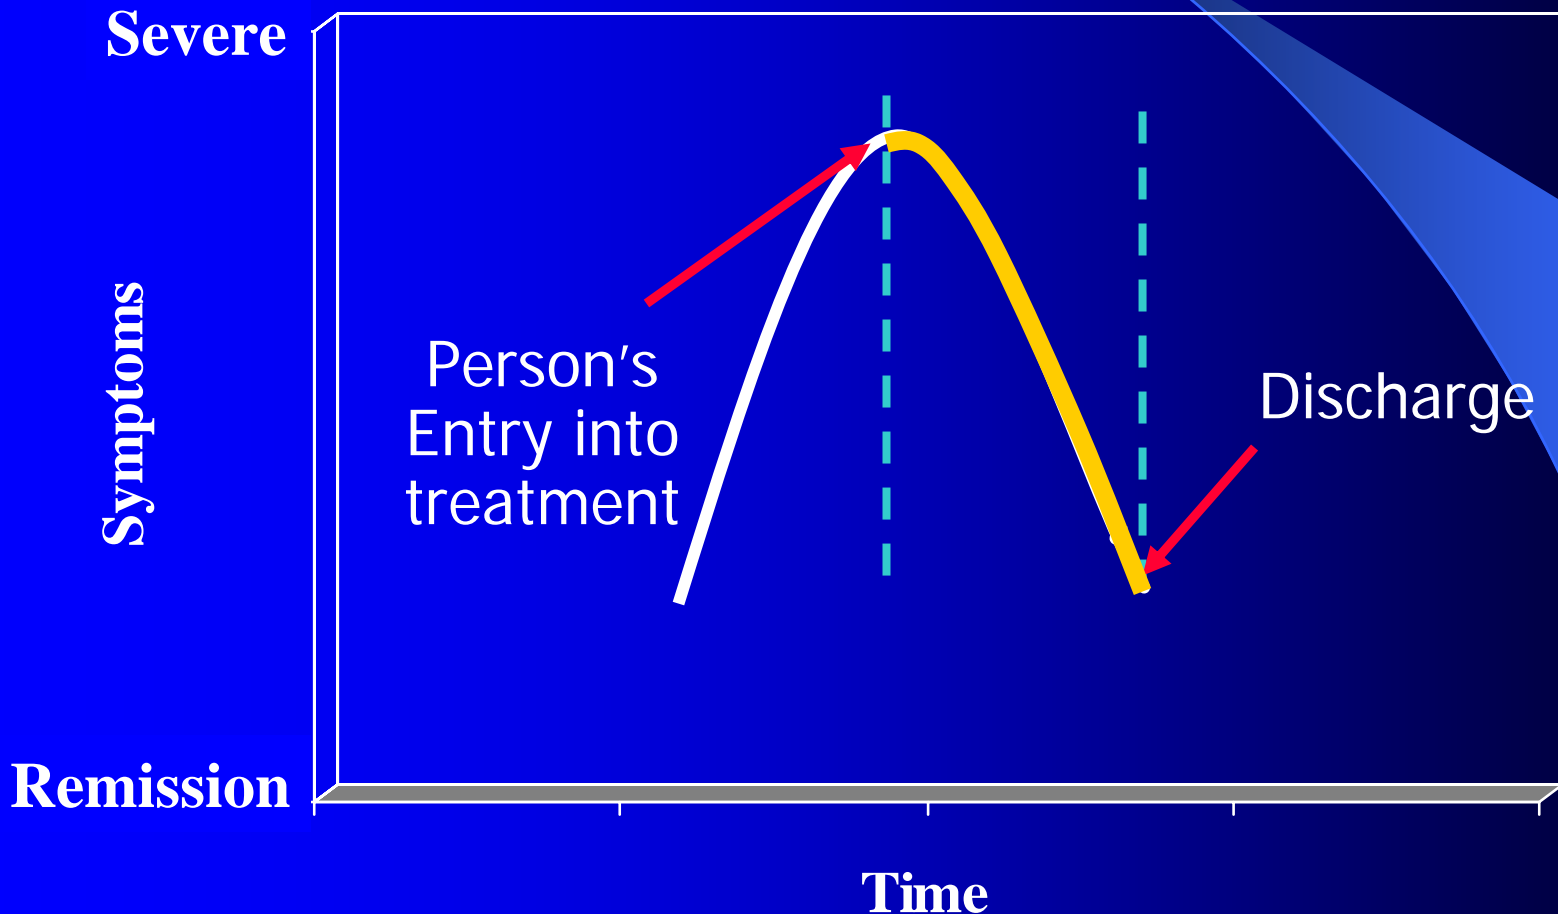 Severe
Symptoms
Person's
Entry into
treatment
Discharge
Remission
Time